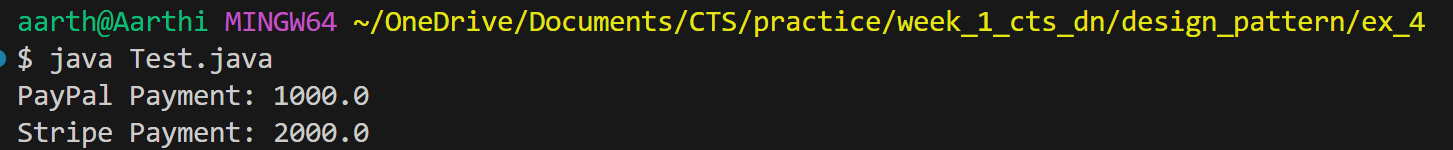 aarth@Aarthi MINGW64 ~/OneDrive/Documents/CTS/practice/week_1_cts_dn/design_pattern/ex_4
$ java Test.java
PayPal Payment: 1000.0
Stripe Payment: 2000.0